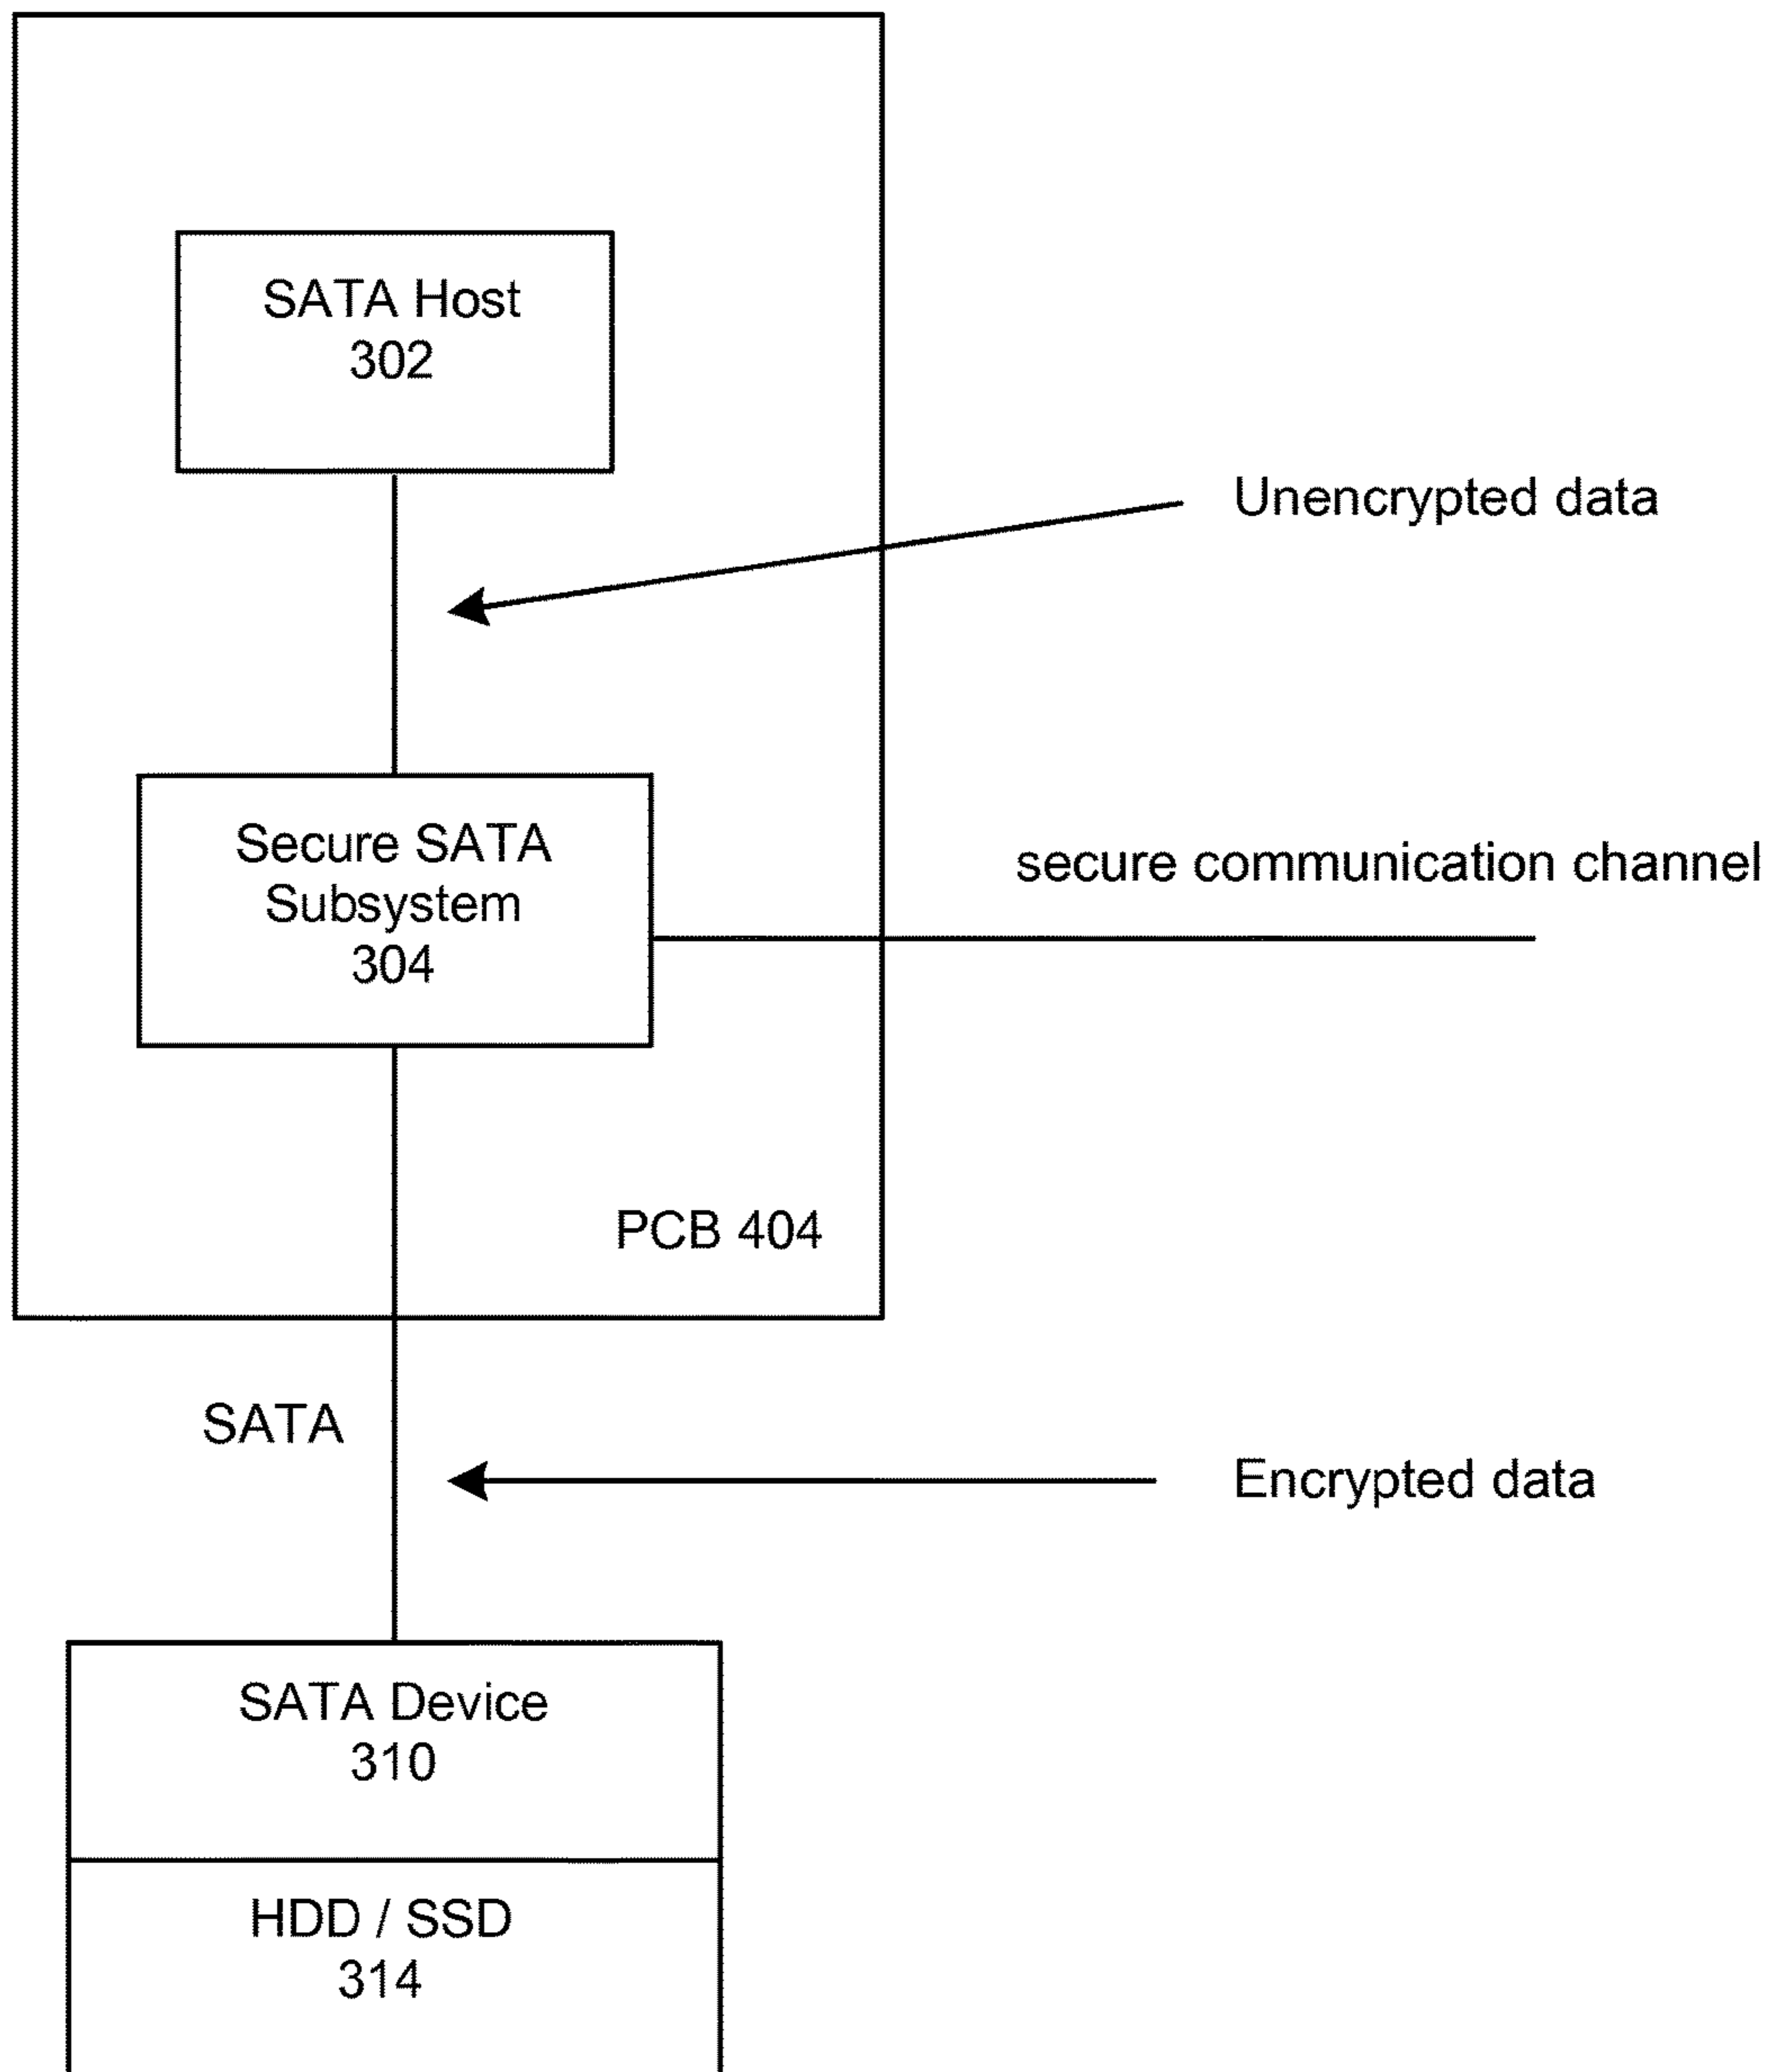 SATA Host
302
Unencrypted data
Secure SATA
Subsystem
304
secure communication channel
PCB 404
SATA
Encrypted data
SATA Device
310
HDD / SSD
314